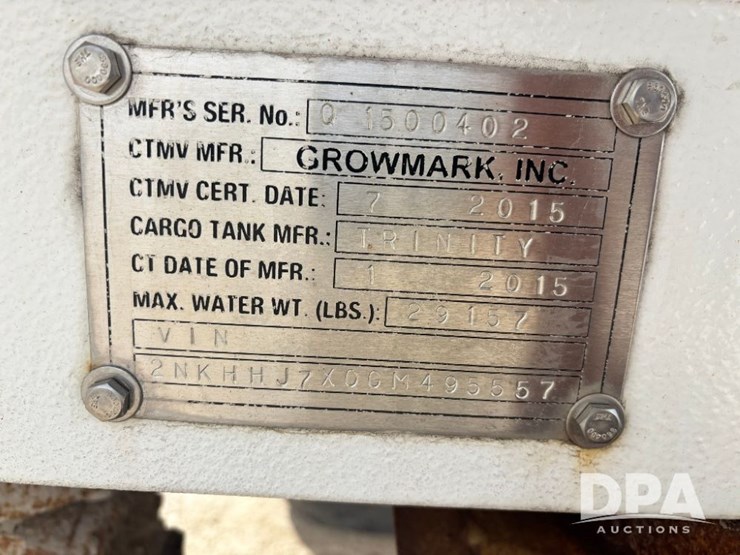 MFR'S SER. No.: Q 1500402
CTMV MFR.: GROWMARK, INC.
CTMV CERT. DATE: 7 2015
CARGO TANK MFR.: TRINITY
CT DATE OF MFR.: 1 2015
MAX. WATER WT. (LBS.): 29157
VIN
2NKHHJ7X0GM495557
DPA
AUCTIONS